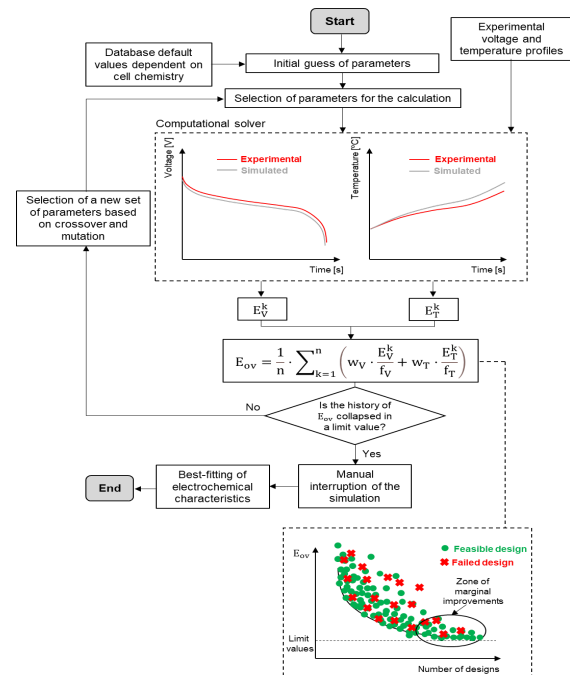 Start
Experimental
voltage and
temperature profiles
Database default
values dependent on
cell chemistry
Initial guess of parameters
Selection of parameters for the calculation
Computational solver
Voltage [V]
Experimental
Simulated
Time [s]
Temperature [ºC]
Experimental
Simulated
Time [s]
Selection of a new set
of parameters based
on crossover and
mutation
E_V^k
E_T^k
E_ov = 1/n · ∑_{k=1}^n (w_V · E_V^k/f_V + w_T · E_T^k/f_T)
Is the history of
E_ov collapsed in
a limit value?
No
Yes
Manual
interruption of the
simulation
Best-fitting of
electrochemical
characteristics
End
E_ov
Feasible design
Failed design
Zone of
marginal
improvements
Limit
values
Number of designs